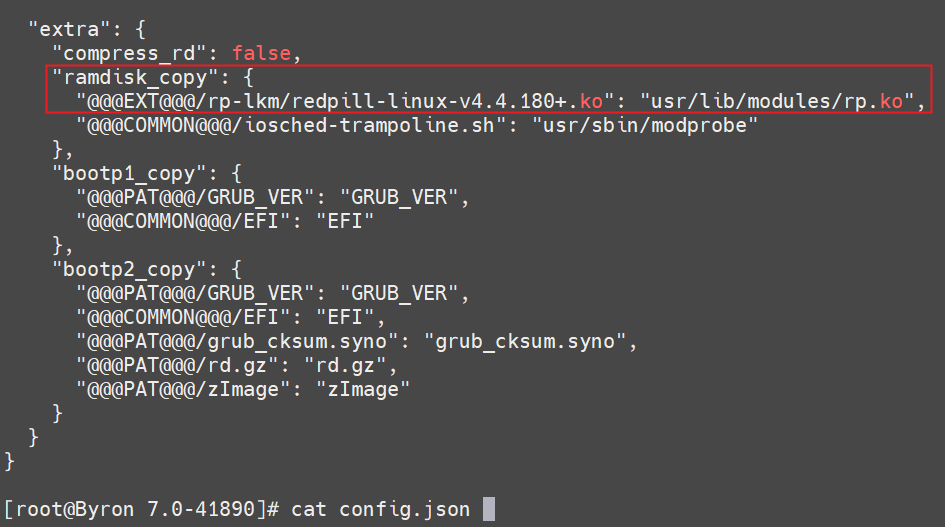 "extra": {
"compress_rd": false,
"ramdisk_copy": {
"@@@EXT@@@/rp-lkm/redpill-linux-v4.4.180+.ko": "usr/lib/modules/rp.ko",
"@@@COMMON@@@/iosched-trampoline.sh": "usr/sbin/modprobe"
},
"bootp1_copy": {
"@@@PAT@@@/GRUB_VER": "GRUB_VER",
"@@@COMMON@@@/EFI": "EFI"
},
"bootp2_copy": {
"@@@PAT@@@/GRUB_VER": "GRUB_VER",
"@@@COMMON@@@/EFI": "EFI",
"@@@PAT@@@/grub_cksum.syno": "grub_cksum.syno",
"@@@PAT@@@/rd.gz": "rd.gz",
"@@@PAT@@@/zImage": "zImage"
}
}
}
[root@Byron 7.0-41890]# cat config.json